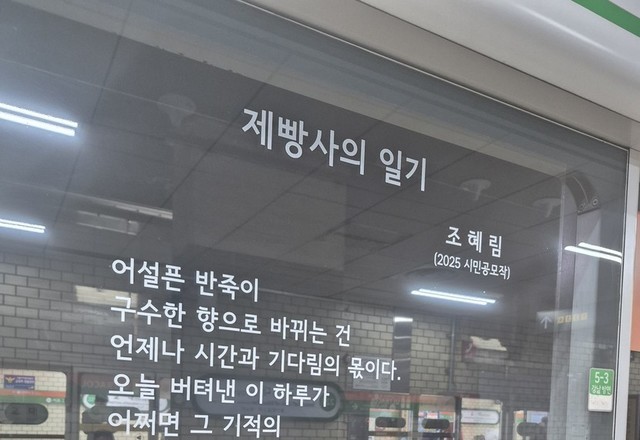 제빵사의 일기
조 혜 림
(2025 시민공모작)
어설픈 반죽이
구수한 향으로 바뀌는 건
언제나 시간과 기다림의 몫이다.
오늘 버텨낸 이 하루가
어쩌면 그 기적의
5-3